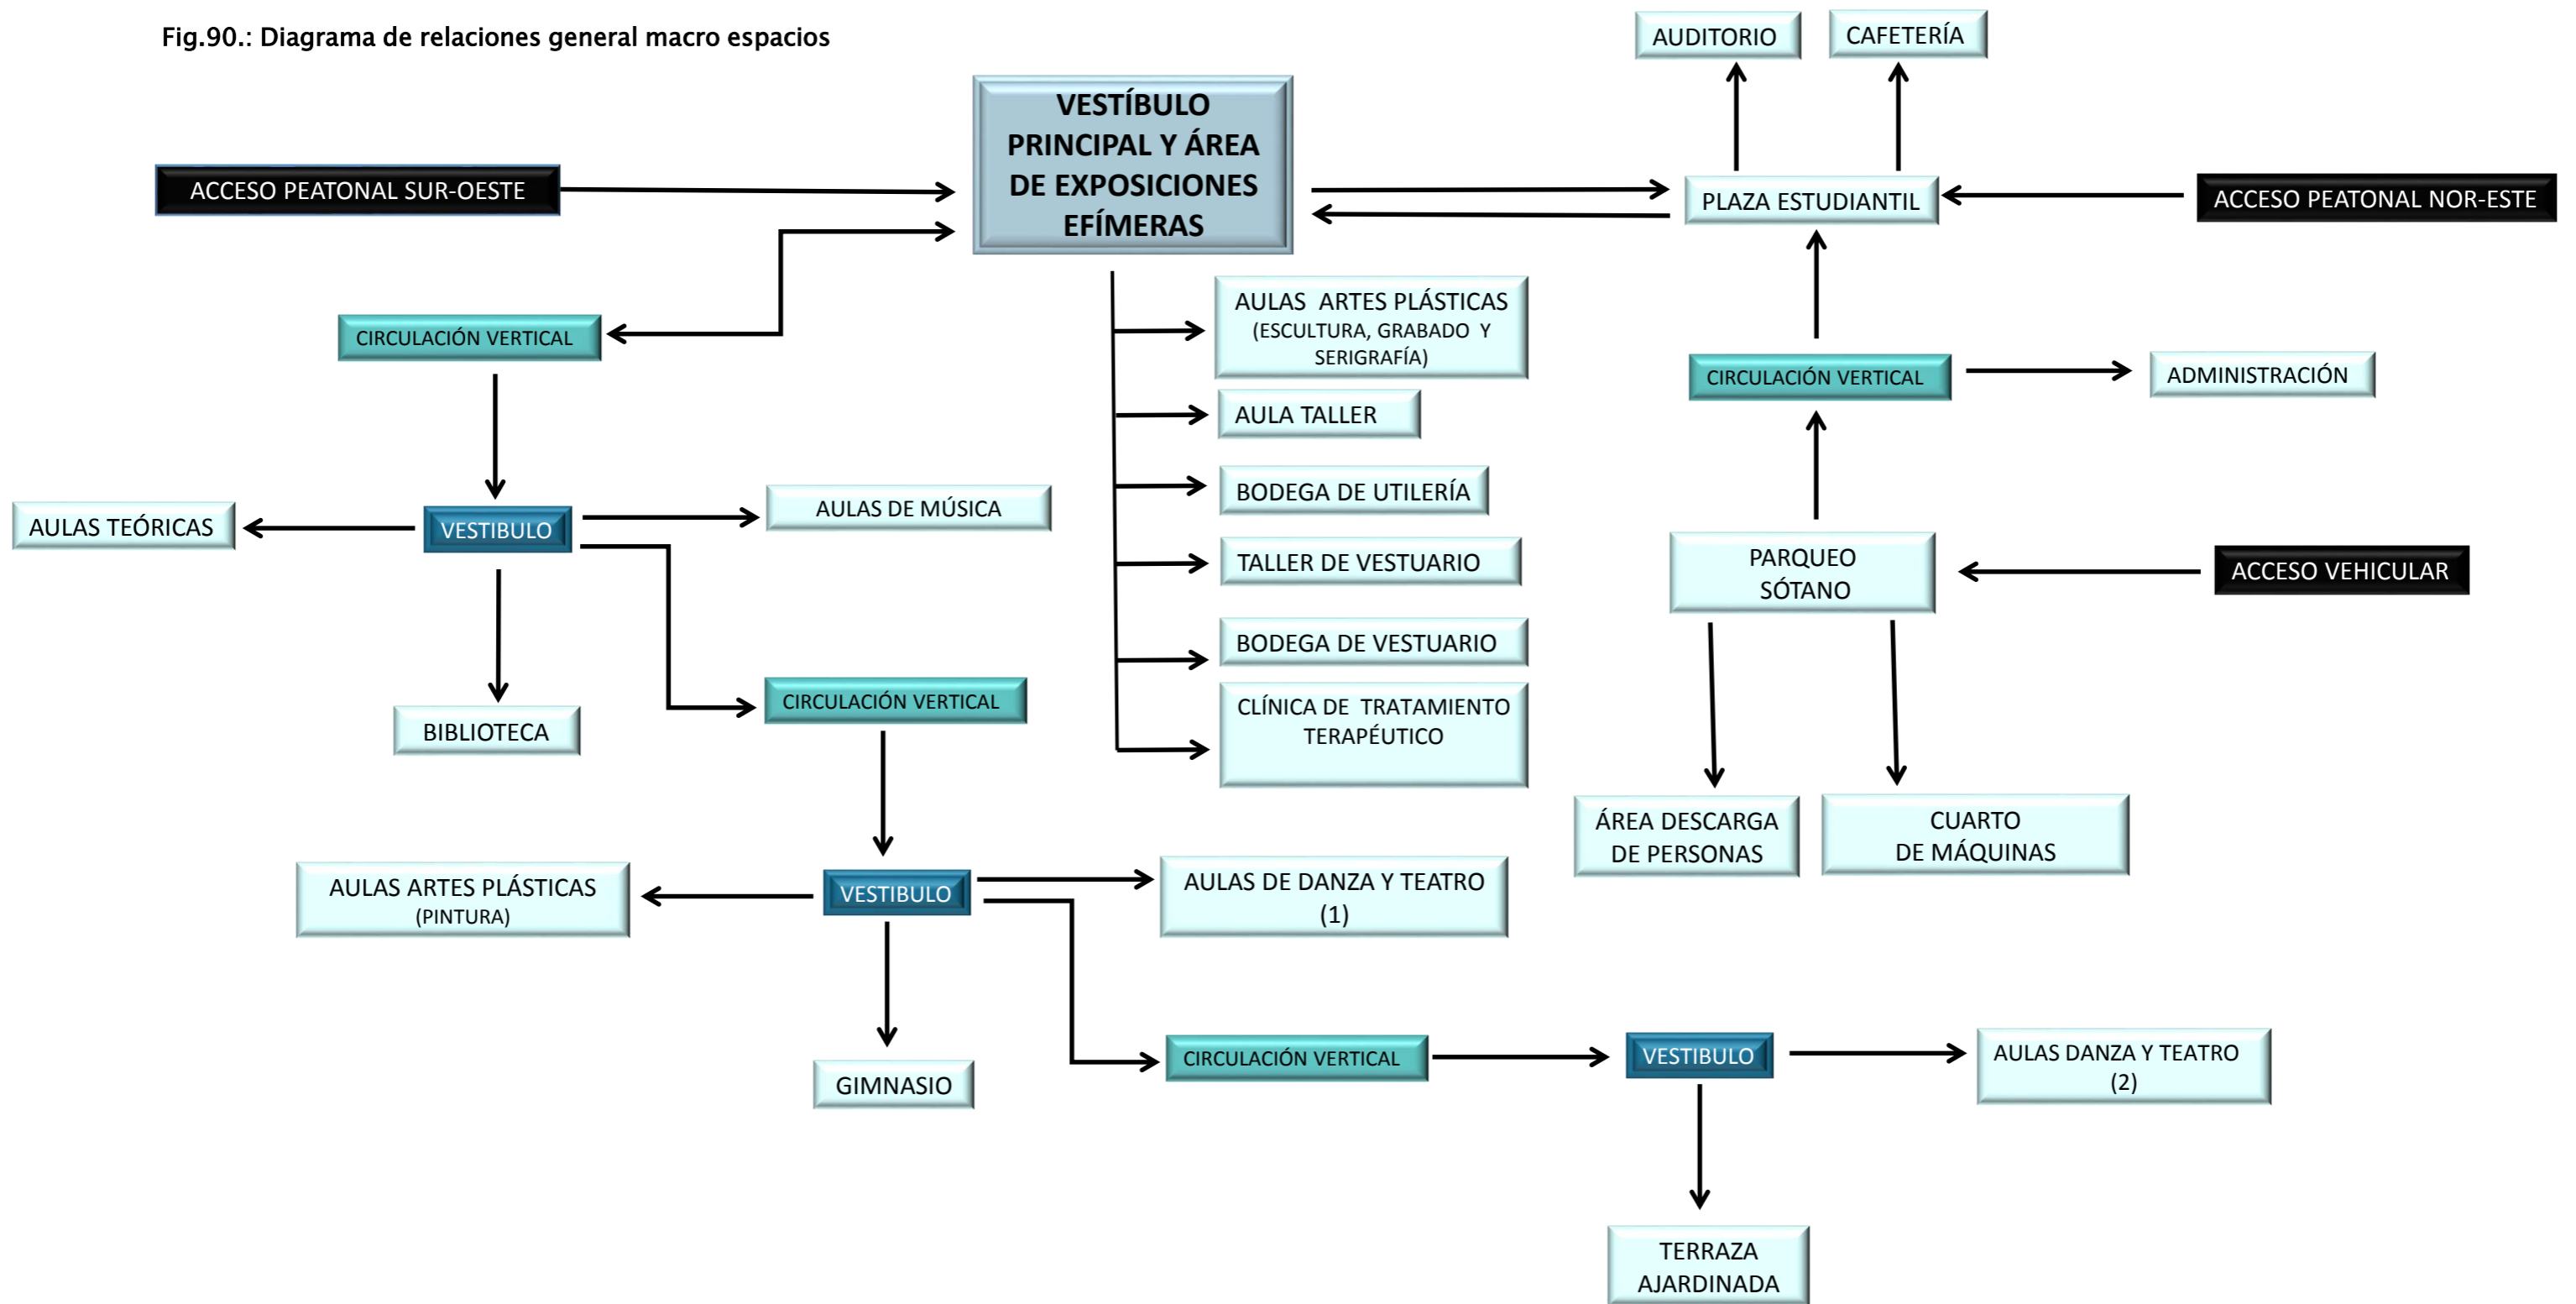 Fig.90.: Diagrama de relaciones general macro espacios
AUDITORIO
CAFETERÍA
VESTÍBULO
PRINCIPAL Y ÁREA
DE EXPOSICIONES
EFÍMERAS
ACCESO PEATONAL SUR-OESTE
PLAZA ESTUDIANTIL
ACCESO PEATONAL NOR-ESTE
CIRCULACIÓN VERTICAL
AULAS  ARTES PLÁSTICAS
(ESCULTURA, GRABADO  Y
SERIGRAFÍA)
CIRCULACIÓN VERTICAL
ADMINISTRACIÓN
AULA TALLER
BODEGA DE UTILERÍA
AULAS TEÓRICAS
VESTIBULO
AULAS DE MÚSICA
TALLER DE VESTUARIO
PARQUEO
SÓTANO
ACCESO VEHICULAR
BODEGA DE VESTUARIO
BIBLIOTECA
CIRCULACIÓN VERTICAL
CLÍNICA DE  TRATAMIENTO
TERAPÉUTICO
ÁREA DESCARGA
DE PERSONAS
CUARTO
DE MÁQUINAS
AULAS ARTES PLÁSTICAS
(PINTURA)
VESTIBULO
AULAS DE DANZA Y TEATRO
(1)
GIMNASIO
CIRCULACIÓN VERTICAL
VESTIBULO
AULAS DANZA Y TEATRO
(2)
TERRAZA
AJARDINADA